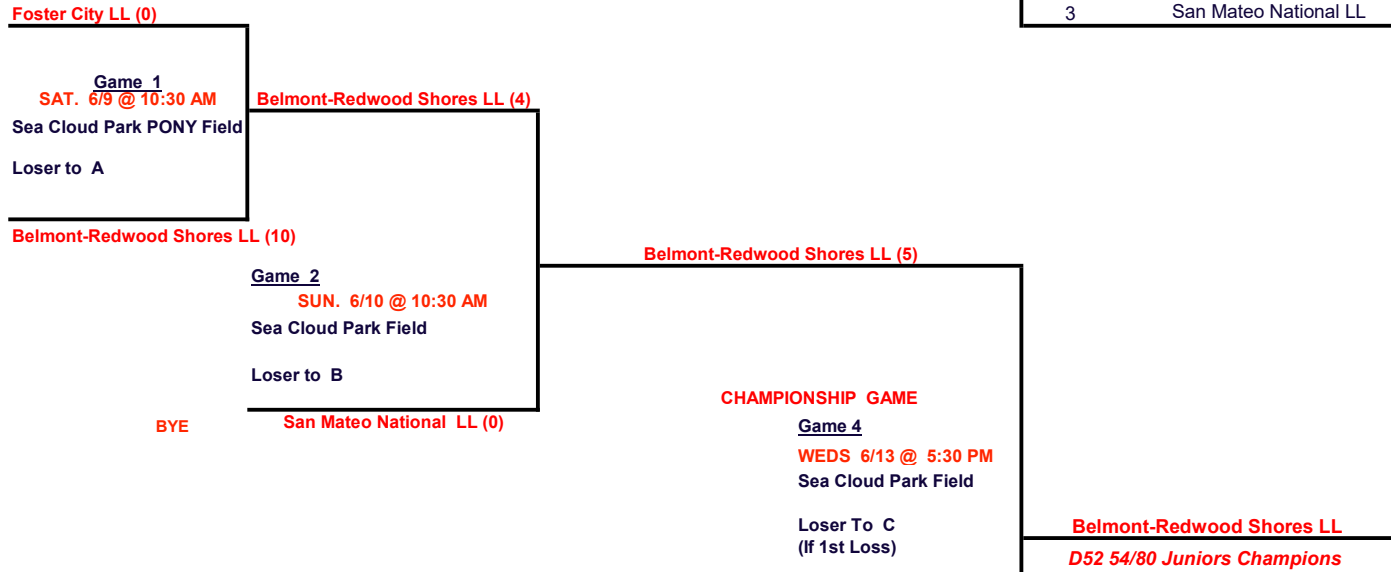 Foster City LL (0)
3 San Mateo National LL
Game 1
SAT. 6/9 @ 10:30 AM
Belmont-Redwood Shores LL (4)
Sea Cloud Park PONY Field
Loser to A
Belmont-Redwood Shores LL (10)
Belmont-Redwood Shores LL (5)
Game 2
SUN. 6/10 @ 10:30 AM
Sea Cloud Park Field
Loser to B
CHAMPIONSHIP GAME
BYE
San Mateo National LL (0)
Game 4
WEDS 6/13 @ 5:30 PM
Sea Cloud Park Field
Loser To C
(If 1st Loss)
Belmont-Redwood Shores LL
D52 54/80 Juniors Champions